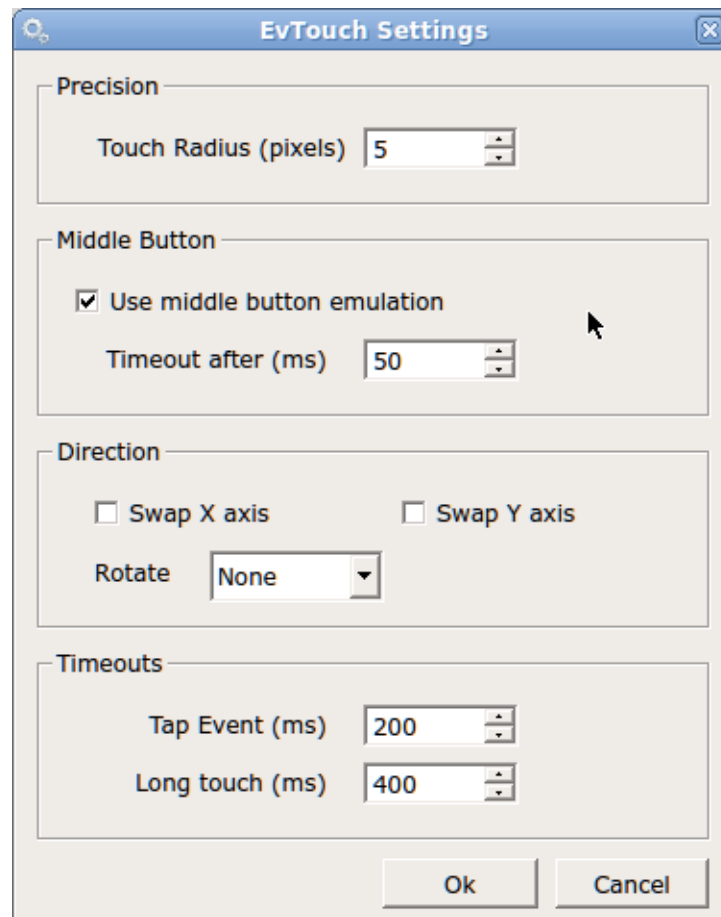 EvTouch Settings
Precision
Touch Radius (pixels) 5
Middle Button
Use middle button emulation
Timeout after (ms) 50
Direction
Swap X axis Swap Y axis
Rotate None
Timeouts
Tap Event (ms) 200
Long touch (ms) 400
Ok Cancel